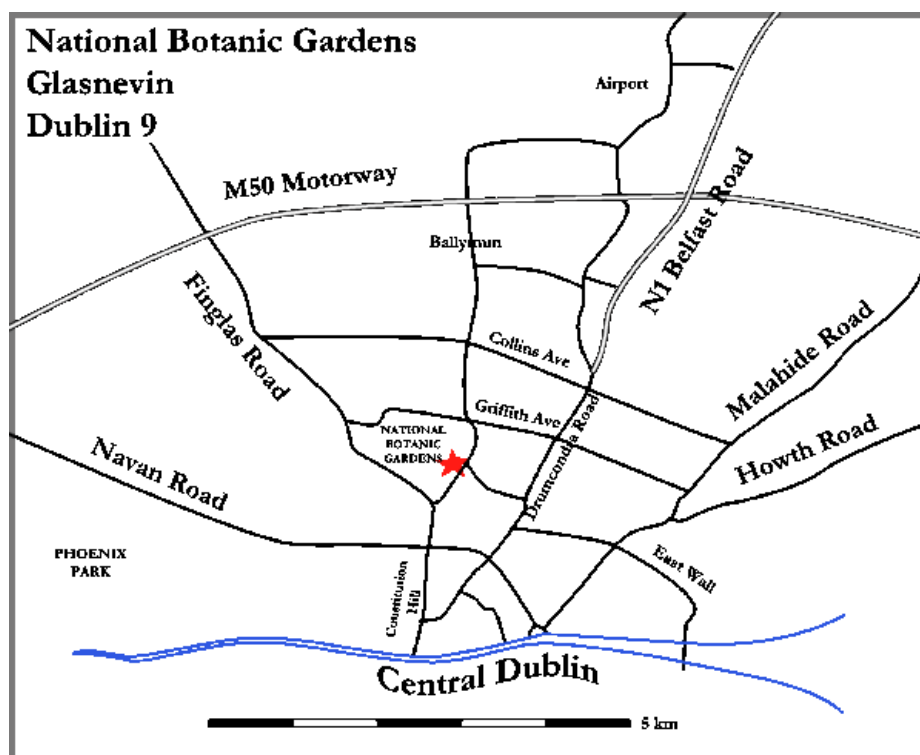 National Botanic Gardens
Glasnevin
Dublin 9
Airport
M50 Motorway
N1 Belfast Road
Ballymun
Finglas Road
Collins Ave
Malahide Road
Griffith Ave
NATIONAL
BOTANIC
GARDENS
Drumcondra Road
Howth Road
Navan Road
PHOENIX
PARK
East Wall
Constitution
Hill
Central Dublin
5 km